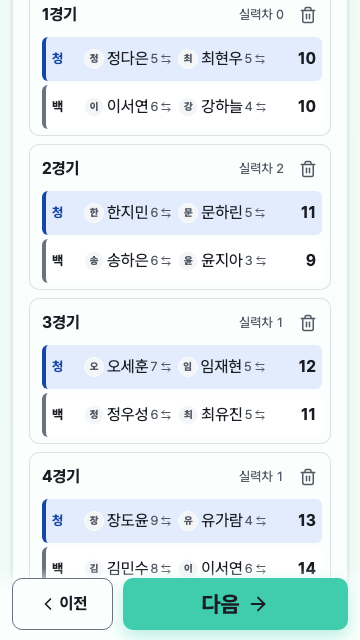 1경기 실력차 0
청 정 정다은 5 ⇆ 최 최현우 5 ⇆ 10
백 이 이서연 6 ⇆ 강 강하늘 4 ⇆ 10
2경기 실력차 2
청 한 한지민 6 ⇆ 문 문하린 5 ⇆ 11
백 송 송하은 6 ⇆ 윤 윤지아 3 ⇆ 9
3경기 실력차 1
청 오 오세훈 7 ⇆ 임 임재현 5 ⇆ 12
백 정 정우성 6 ⇆ 최 최유진 5 ⇆ 11
4경기 실력차 1
청 장 장도윤 9 ⇆ 유 유가람 4 ⇆ 13
백 김 김민수 8 ⇆ 이 이서연 6 ⇆ 14
이전 다음